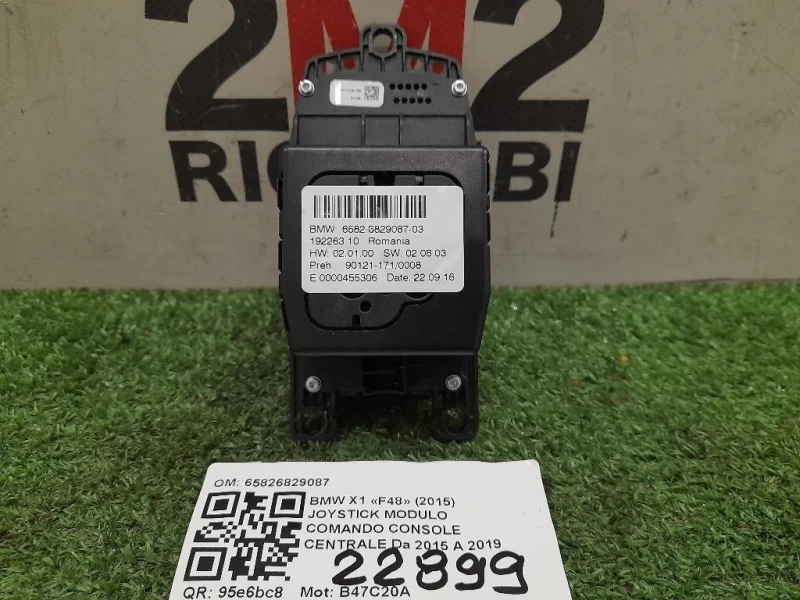 2M2
RICAMBI
BMW 6582-6829087-03
192263 10 Romania
HW: 02.01.00 SW: 02.08.03
Preh 90121-171/0008
E 0000455306 Date: 22.09.16
OM: 65826829087
BMW X1 «F48» (2015)
JOYSTICK MODULO
COMANDO CONSOLE
CENTRALE Da 2015 A 2019
22899
QR: 95e6bc8 Mot: B47C20A